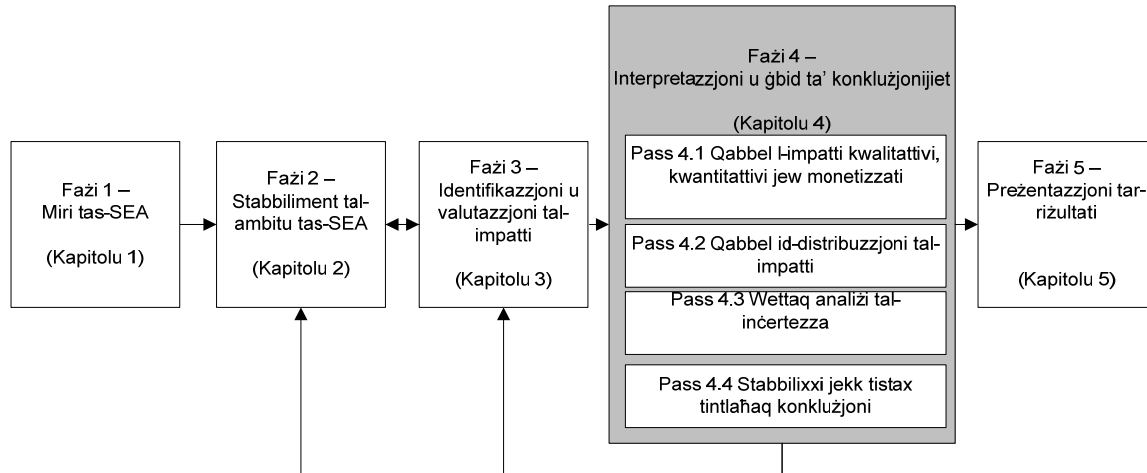 Fażi 1 –
Miri tas-SEA
(Kapitolu 1)
Fażi 2 –
Stabbiliment tal-
ambitu tas-SEA
(Kapitolu 2)
Fażi 3 –
Identifikazzjoni u
valutazzjoni tal-
impatti
(Kapitolu 3)
Fażi 4 –
Interpretazzjoni u ġbid ta’ konklużjonijiet
(Kapitolu 4)
Pass 4.1 Qabbel l-impatti kwalitattivi,
kwantitattivi jew monetizzati
Pass 4.2 Qabbel id-distribuzzjoni tal-
impatti
Pass 4.3 Wettaq analiżi tal-
inċertezza
Pass 4.4 Stabbilixxi jekk tistax
tintlaħaq konklużjoni
Fażi 5 –
Preżentazzjoni tar-
riżultati
(Kapitolu 5)